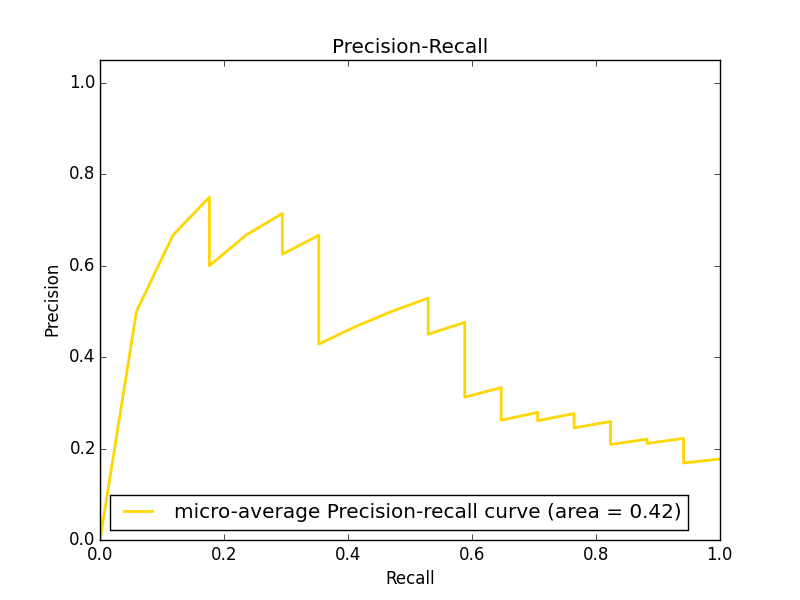 Precision-Recall
1.0
0.8
0.6
0.4
0.2
0.0
Precision
micro-average Precision-recall curve (area = 0.42)
0.0 0.2 0.4 0.6 0.8 1.0
Recall